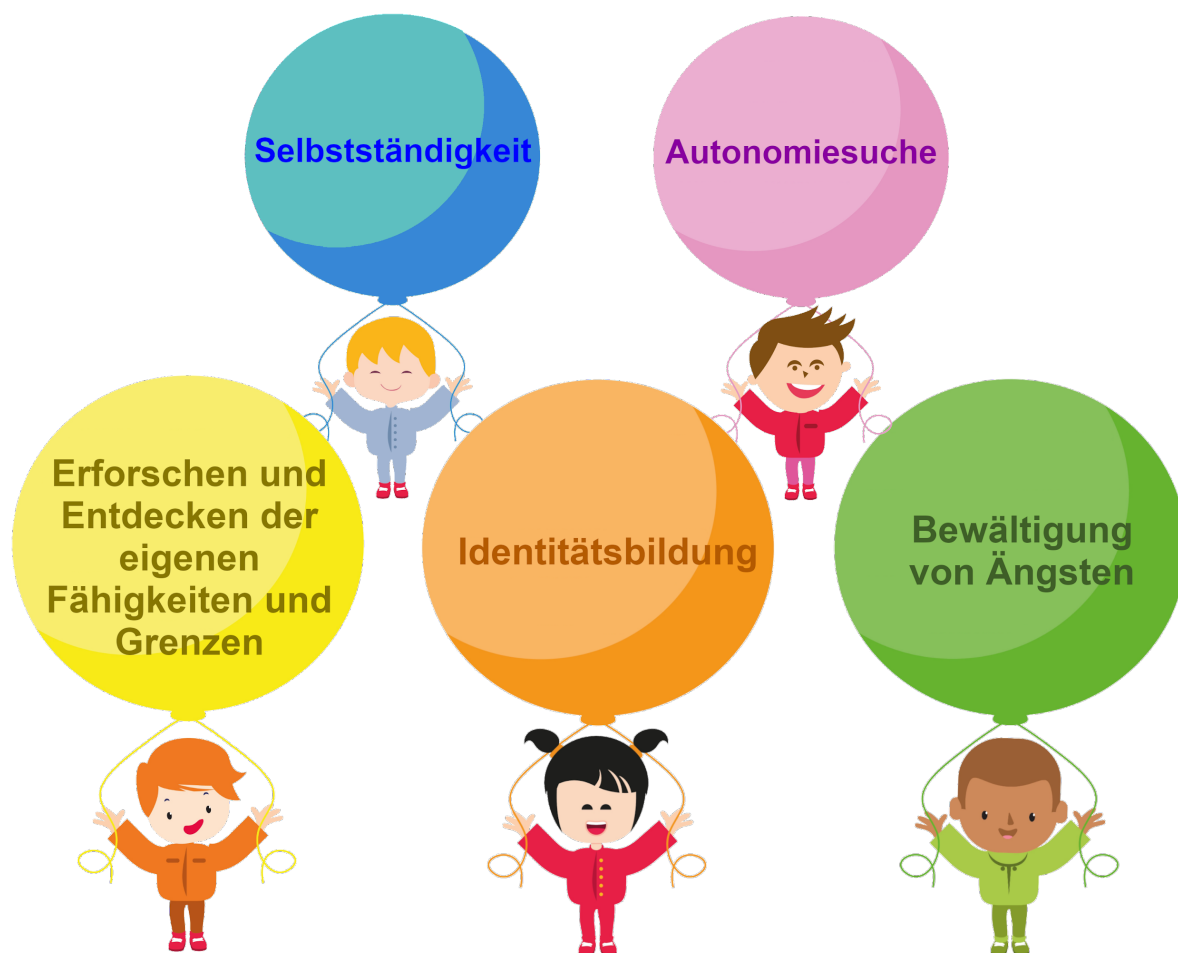 Selbstständigkeit
Autonomiesuche
Erforschen und
Entdecken der
eigenen
Fähigkeiten und
Grenzen
Identitätsbildung
Bewältigung
von Ängsten